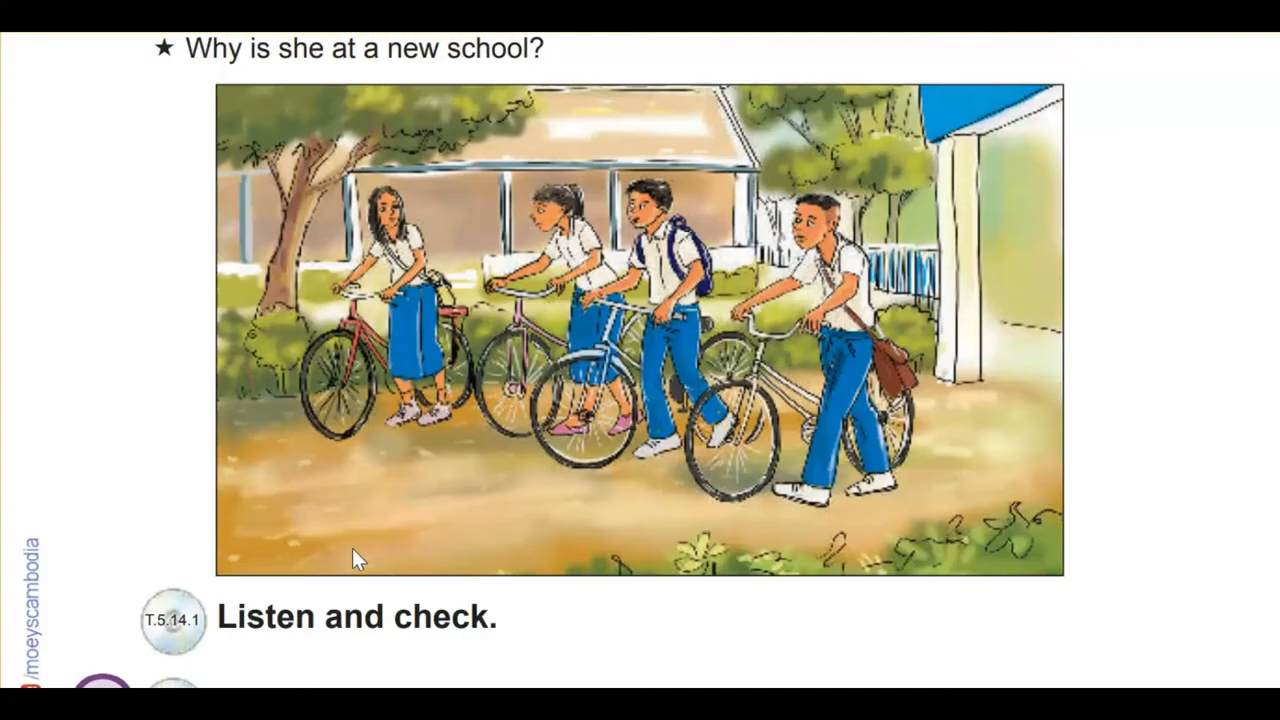 ★ Why is she at a new school?
T.5.14.1 Listen and check.
/moeyscambodia